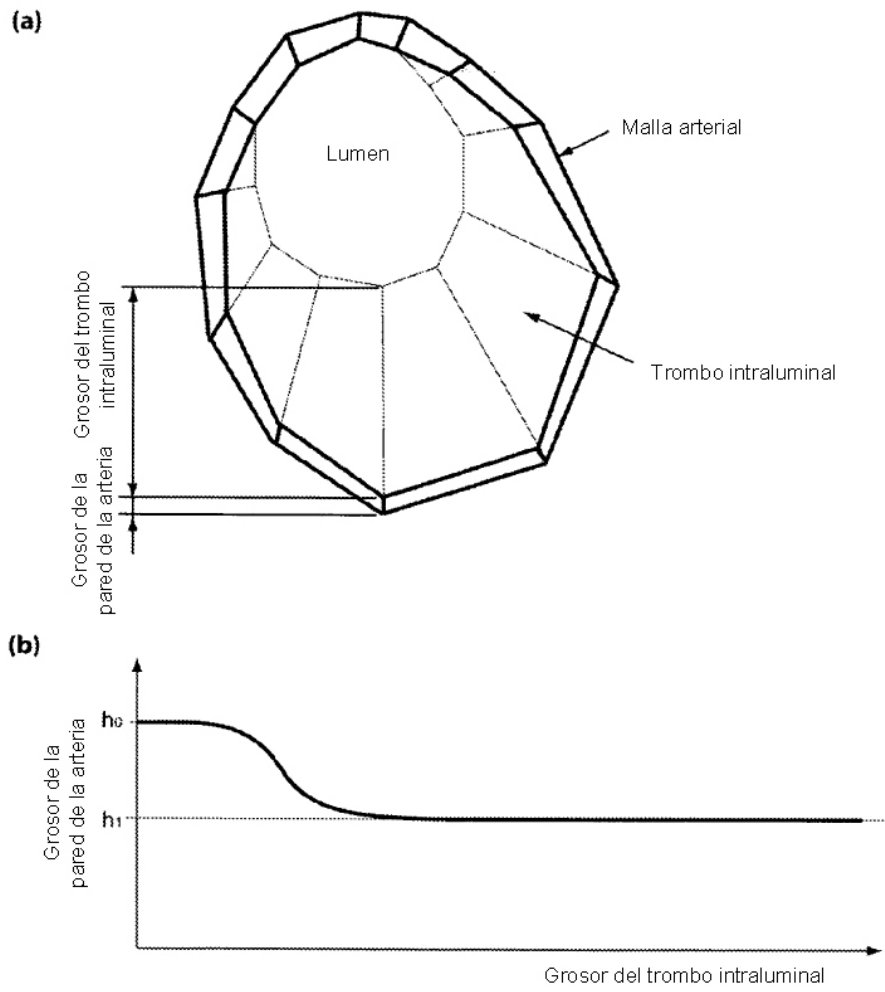 (a)
Malla arterial
Lumen
Grosor del trombo
intraluminal
Trombo intraluminal
Grosor de la
pared de la arteria
(b)
h0
Grosor de la
pared de la arteria
h1
Grosor del trombo intraluminal